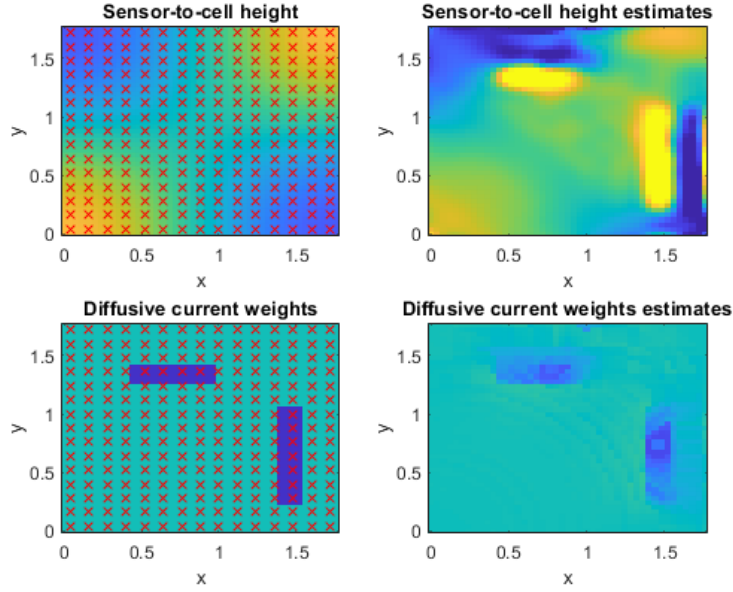 Sensor-to-cell height
Sensor-to-cell height estimates
1.5
1
0.5
0
y
0 0.5 1 1.5
x
1.5
1
0.5
0
y
0 0.5 1 1.5
x
Diffusive current weights
Diffusive current weights estimates
1.5
1
0.5
0
y
0 0.5 1 1.5
x
1.5
1
0.5
0
y
0 0.5 1 1.5
x